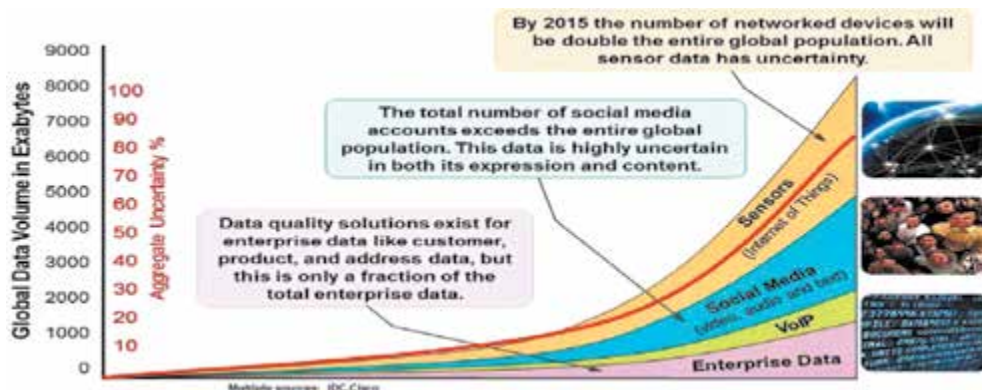 By 2015 the number of networked devices will
be double the entire global population. All
sensor data has uncertainty.
The total number of social media
accounts exceeds the entire global
population. This data is highly uncertain
in both its expression and content.
Data quality solutions exist for
enterprise data like customer,
product, and address data, but
this is only a fraction of the
total enterprise data.
Global Data Volume in Exabytes
9000
8000
7000
6000
5000
4000
3000
2000
1000
0
Aggregate Uncertainty %
100
90
80
70
60
50
40
30
20
10
Sensors
(Internet of Things)
Social Media
(video, audio and text)
VoIP
Enterprise Data
Multiple sources: IDC,Cisco